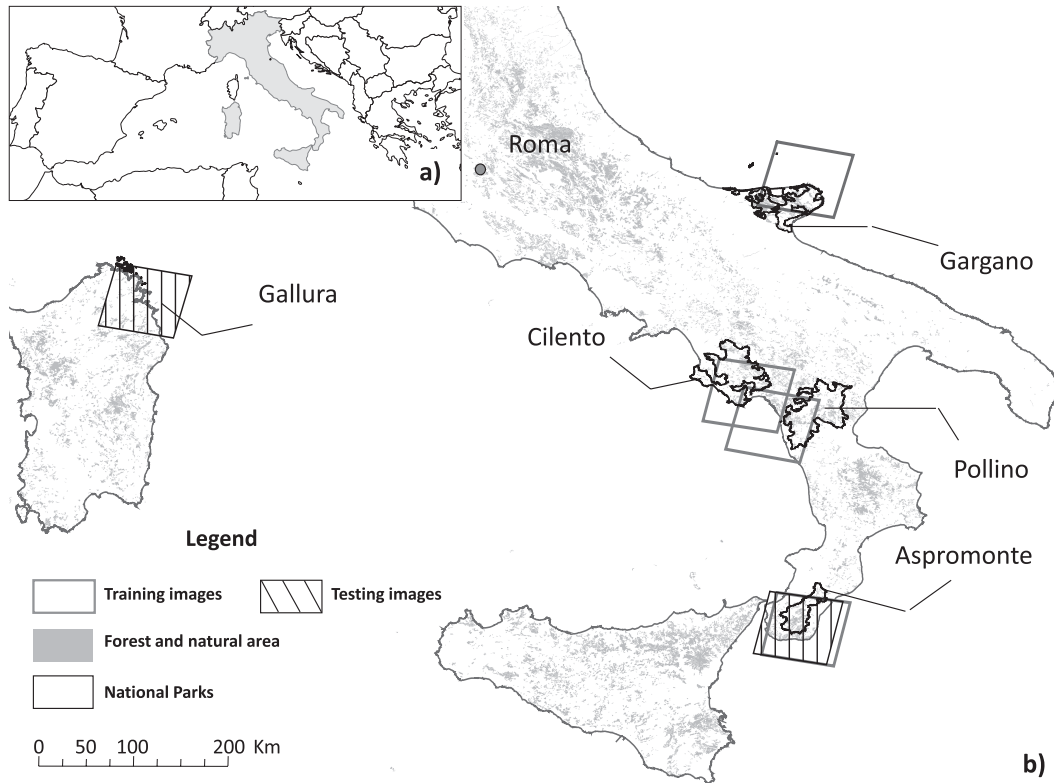 a)
Roma
Gargano
Gallura
Cilento
Pollino
Aspromonte
Legend
Training images
Testing images
Forest and natural area
National Parks
0 50 100 200 Km
b)